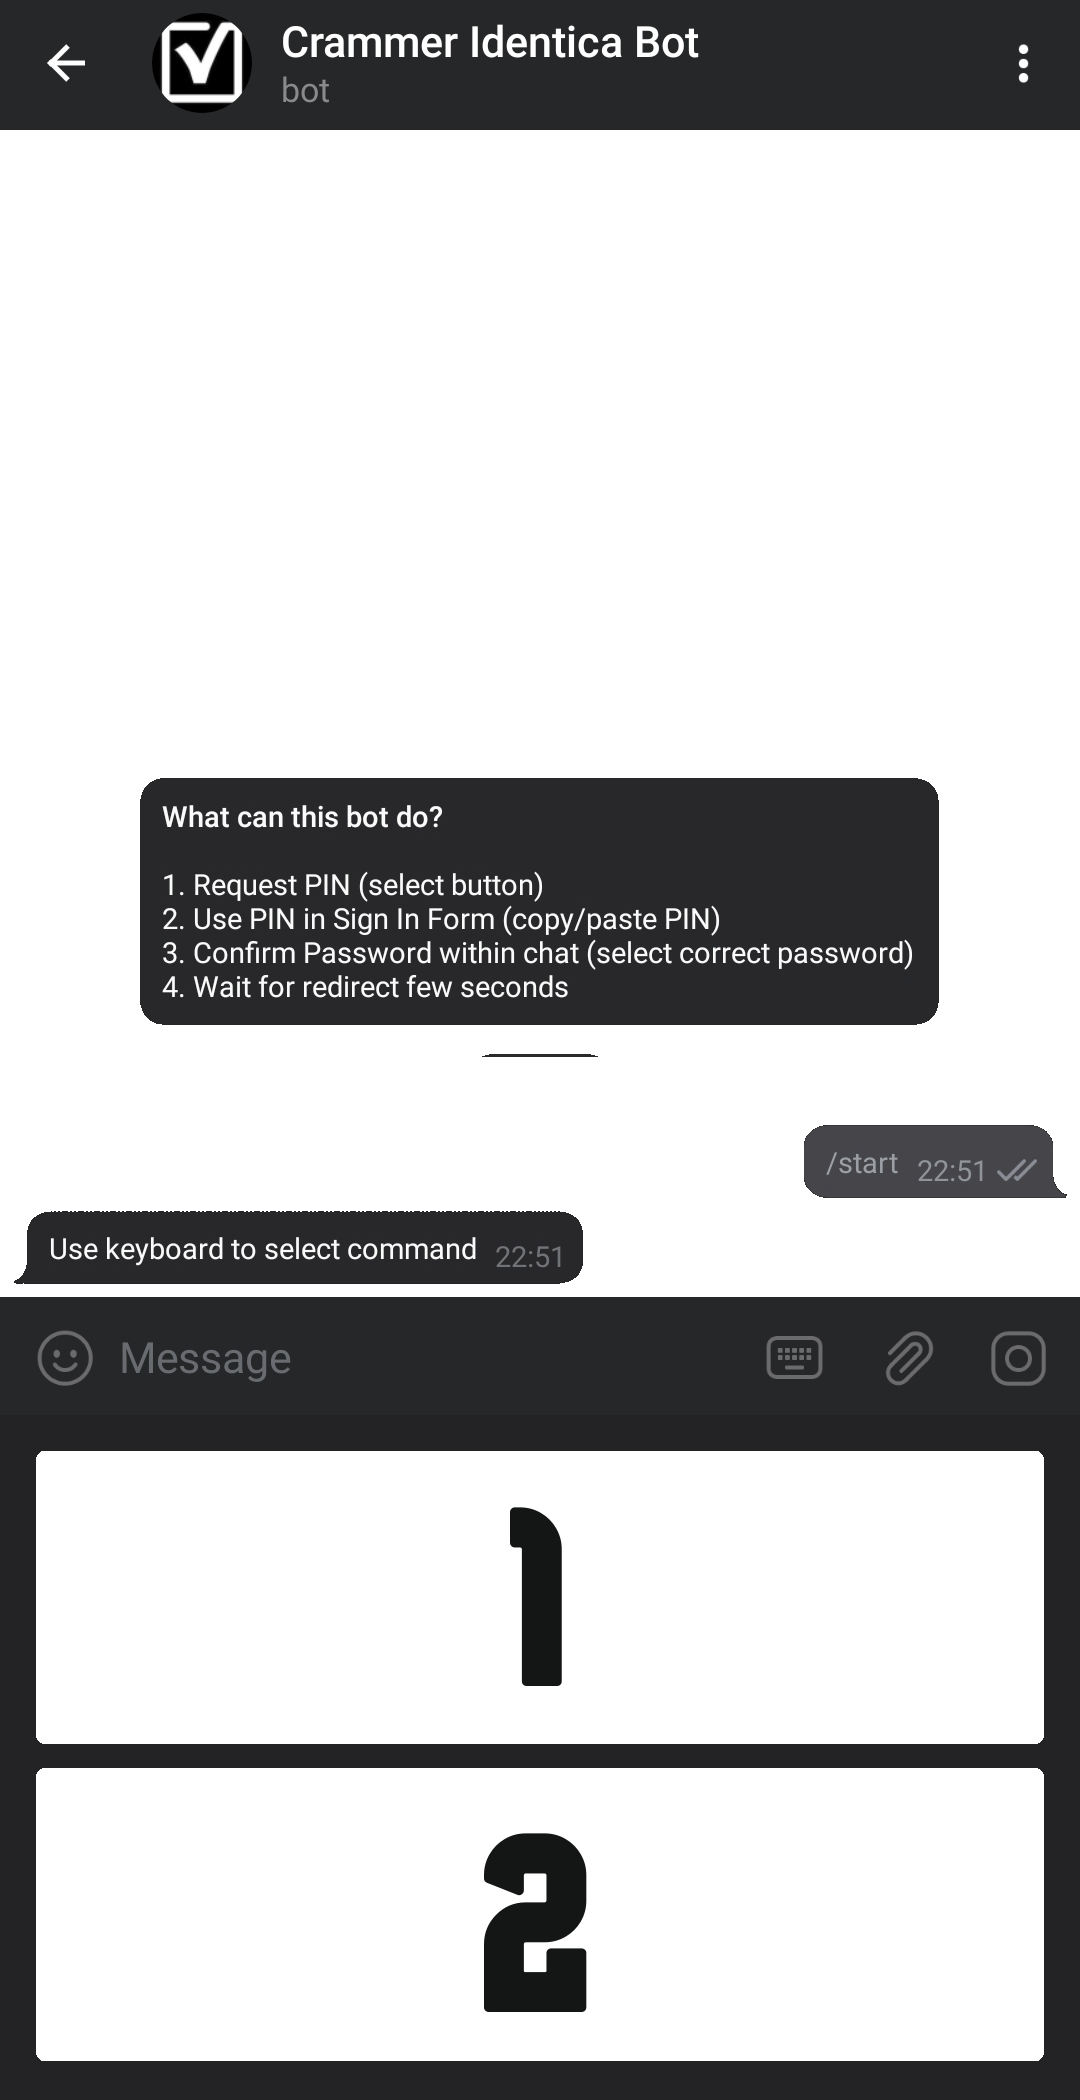 Crammer Identica Bot
bot
What can this bot do?
1. Request PIN (select button)
2. Use PIN in Sign In Form (copy/paste PIN)
3. Confirm Password within chat (select correct password)
4. Wait for redirect few seconds
/start 22:51
Use keyboard to select command 22:51
Message
1
2